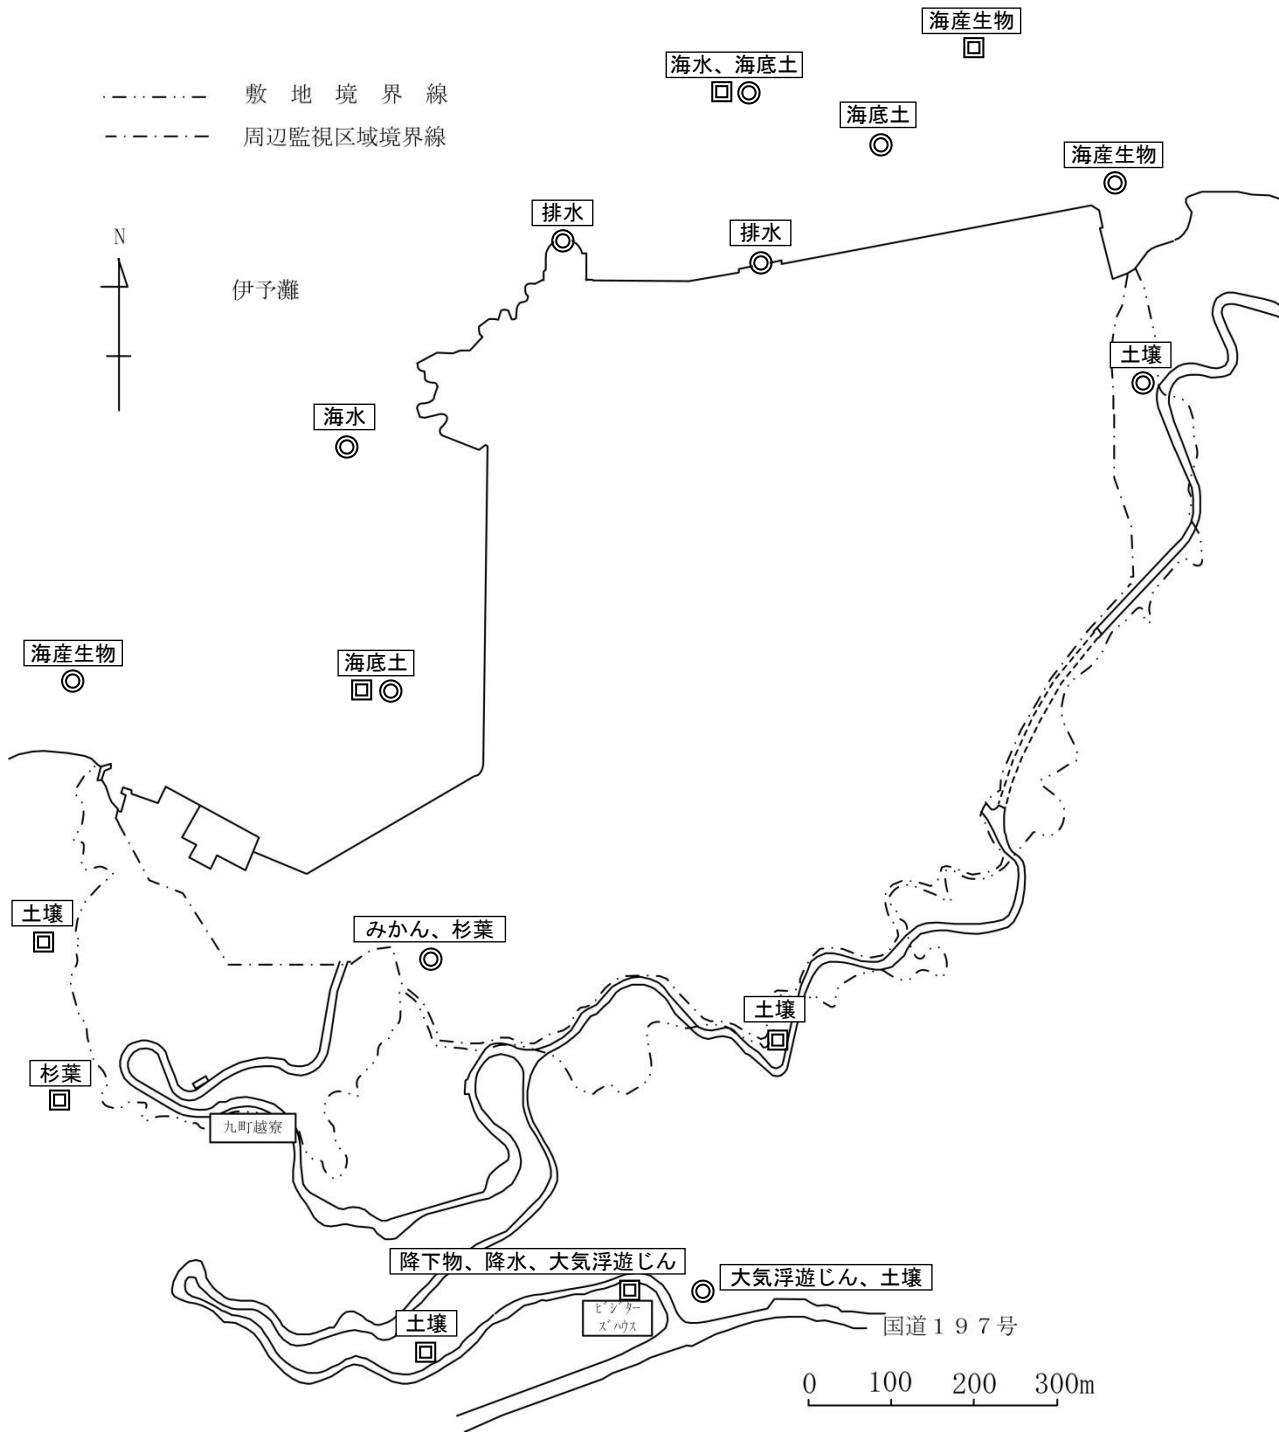 海産生物
海水、海底土
敷地境界線
海底土
周辺監視区域境界線
海産生物
排水
排水
N
伊予灘
土壌
海水
海産生物
海底土
土壌
みかん、杉葉
土壌
杉葉
九町越寮
降下物、降水、大気浮遊じん
大気浮遊じん、土壌
ビジター
ズハウス
土壌
国道197号
0 100 200 300m